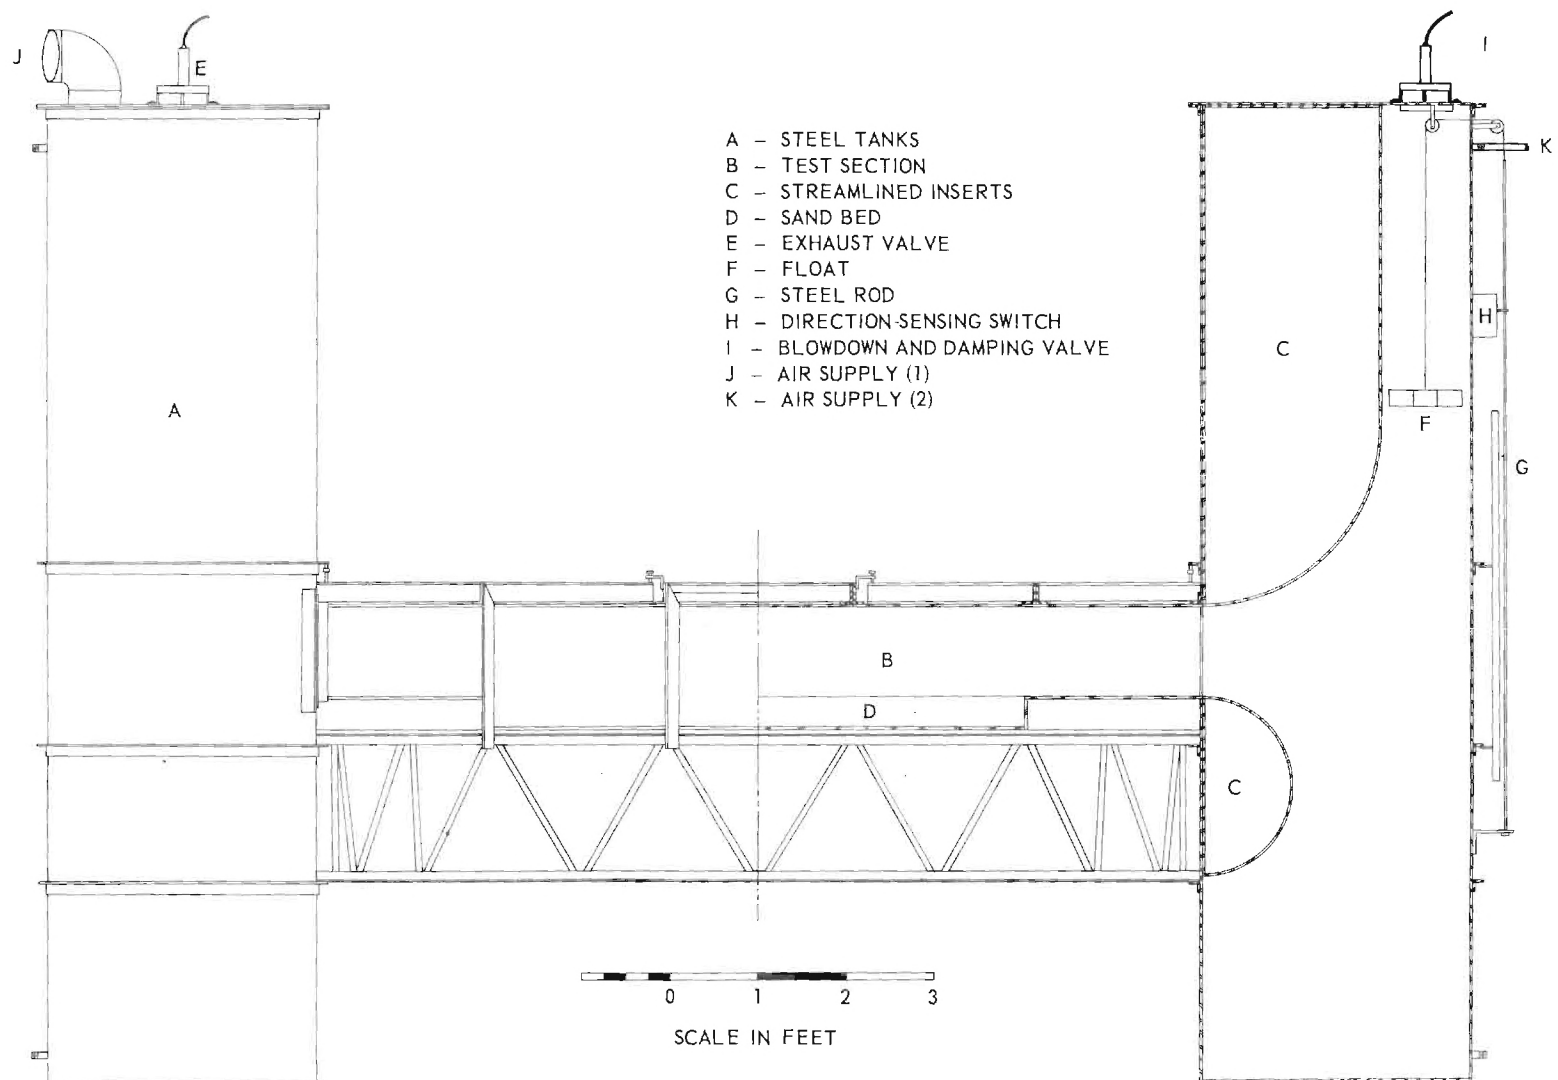 J
E
I
A – STEEL TANKS
B – TEST SECTION
C – STREAMLINED INSERTS
D – SAND BED
E – EXHAUST VALVE
F – FLOAT
G – STEEL ROD
H – DIRECTION-SENSING SWITCH
I – BLOWDOWN AND DAMPING VALVE
J – AIR SUPPLY (1)
K – AIR SUPPLY (2)
K
H
C
A
F
G
B
D
C
0 1 2 3
SCALE IN FEET